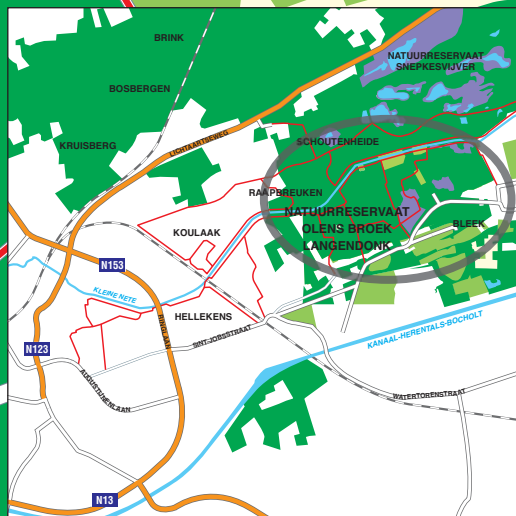 BRINK
NATUURRESERVAAT
SNEPKESVIJVER
BOSBERGEN
KRUISBERG
LICHTAARTSEWEG
SCHOUTENHEIDE
RAAPBREUKEN
NATUURRESERVAAT
OLENS BROEK
LANGENDONK
BLEEK
KOULAAK
N153
KLEINE NETE
HELLEKENS
RINGLAAN
SINT-JOBSSTRAAT
KANAAL-HERENTALS-BOCHOLT
N123
AUGUSTIJNENLAAN
WATERTORENSTRAAT
N13